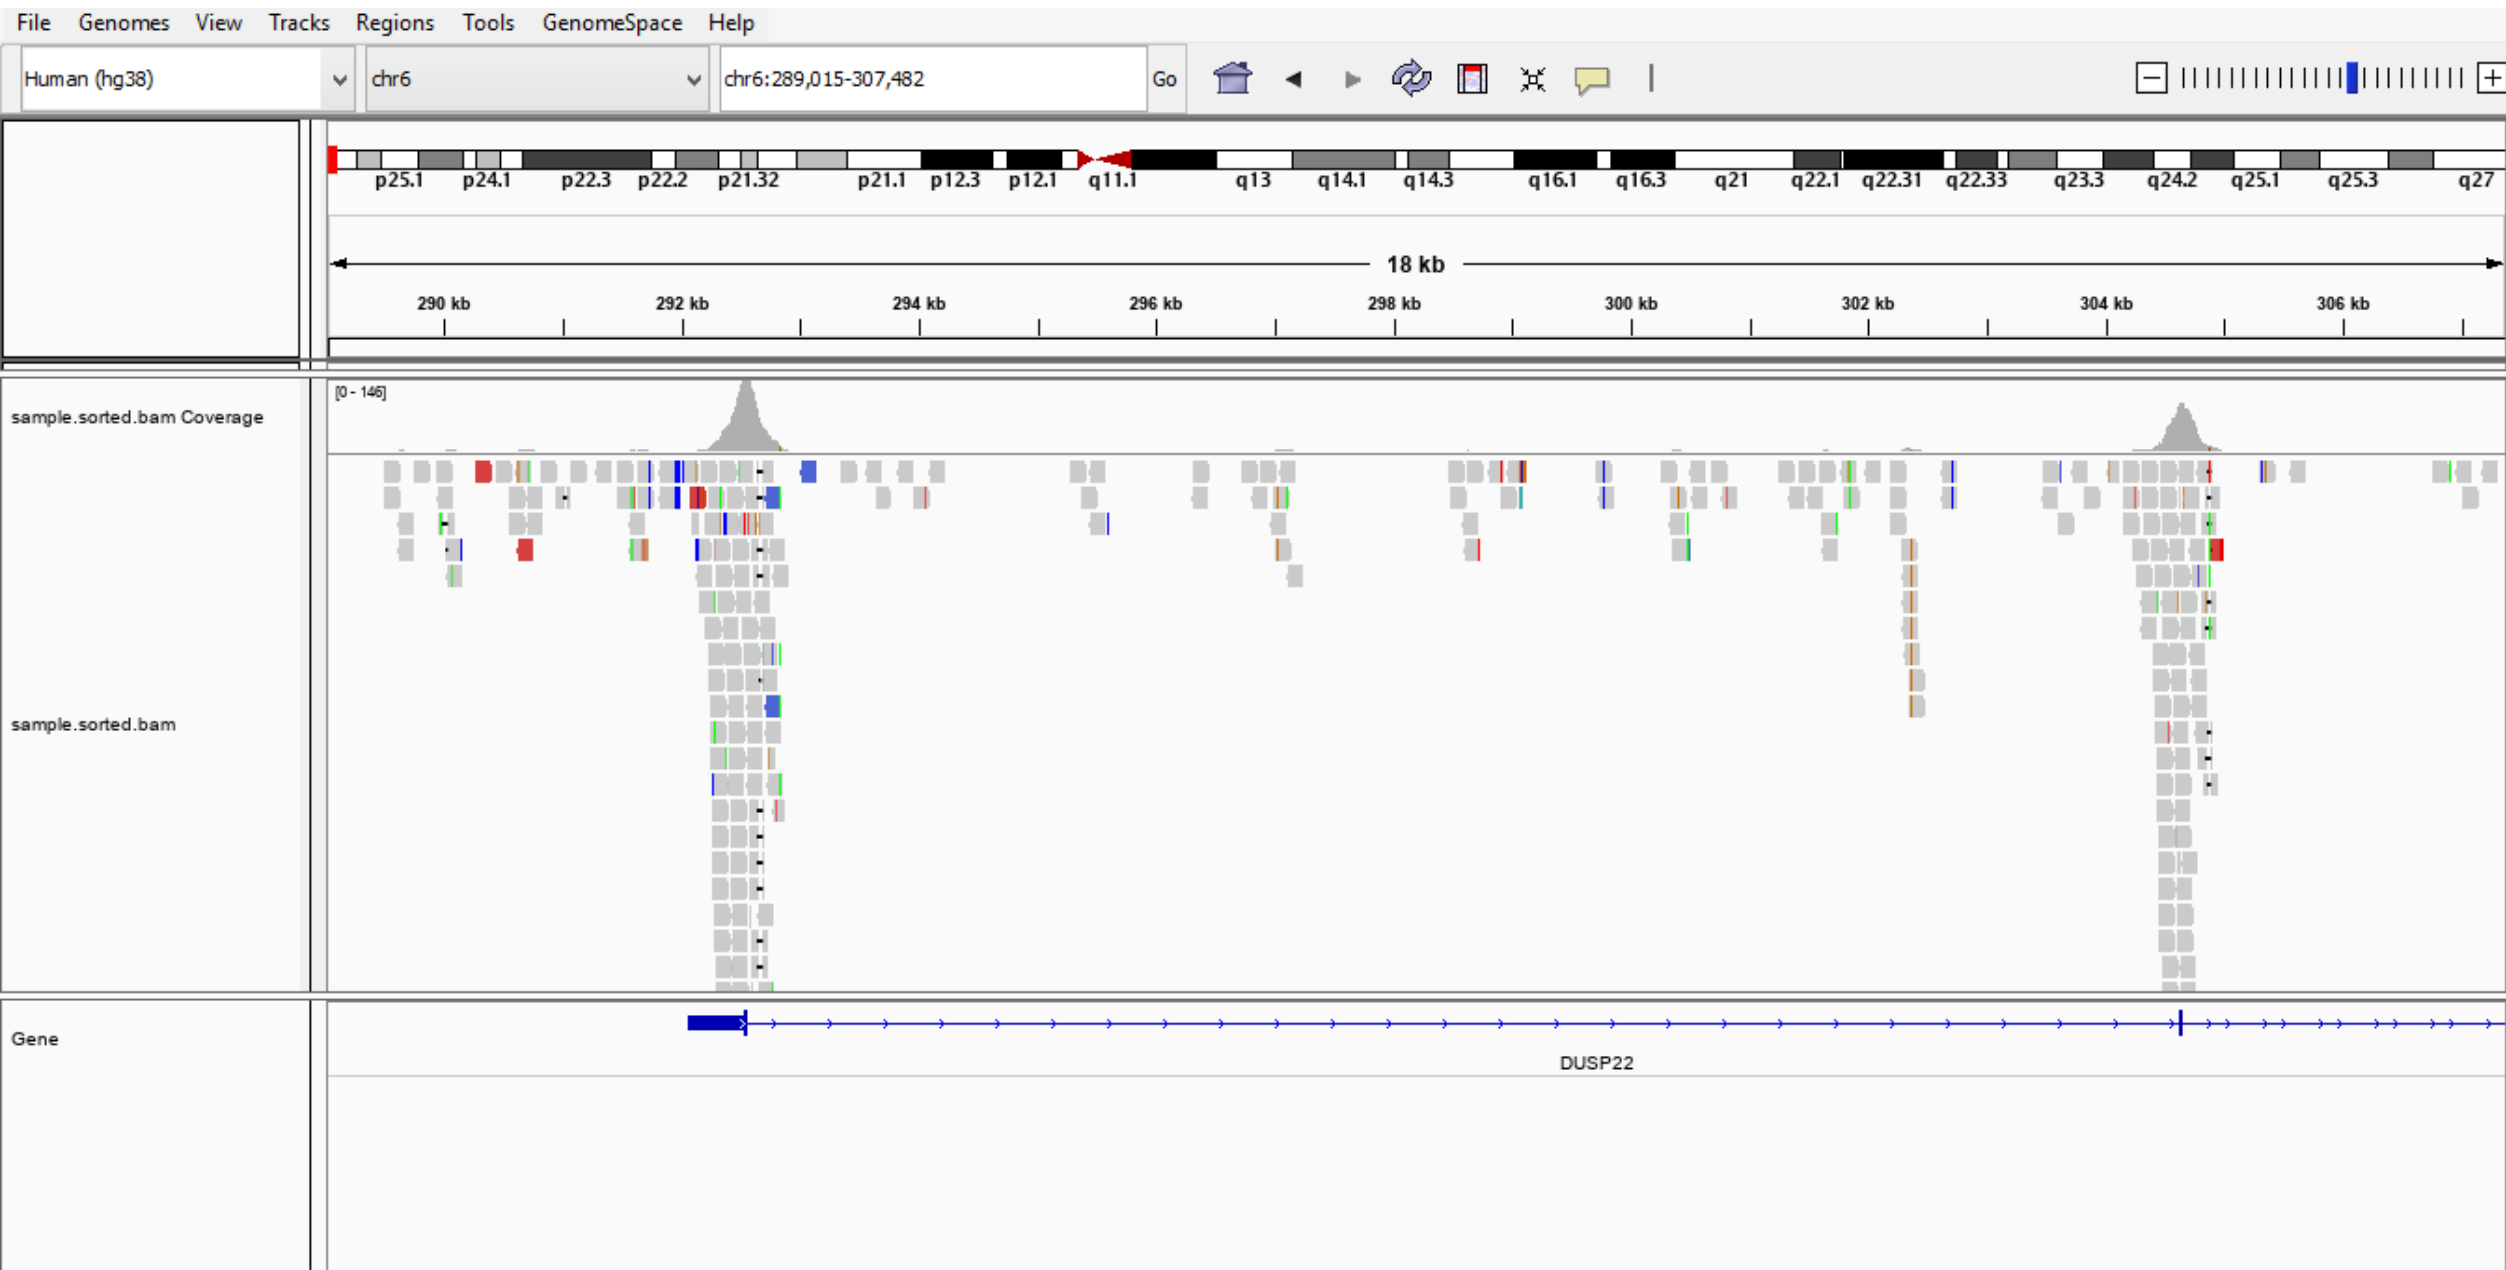 File Genomes View Tracks Regions Tools GenomeSpace Help
Human (hg38) chr6 chr6:289,015-307,482 Go
p25.1 p24.1 p22.3 p22.2 p21.32 p21.1 p12.3 p12.1 q11.1 q13 q14.1 q14.3 q16.1 q16.3 q21 q22.1 q22.31 q22.33 q23.3 q24.2 q25.1 q25.3 q27
18 kb
290 kb 292 kb 294 kb 296 kb 298 kb 300 kb 302 kb 304 kb 306 kb
[0 - 146]
sample.sorted.bam Coverage
sample.sorted.bam
Gene
DUSP22